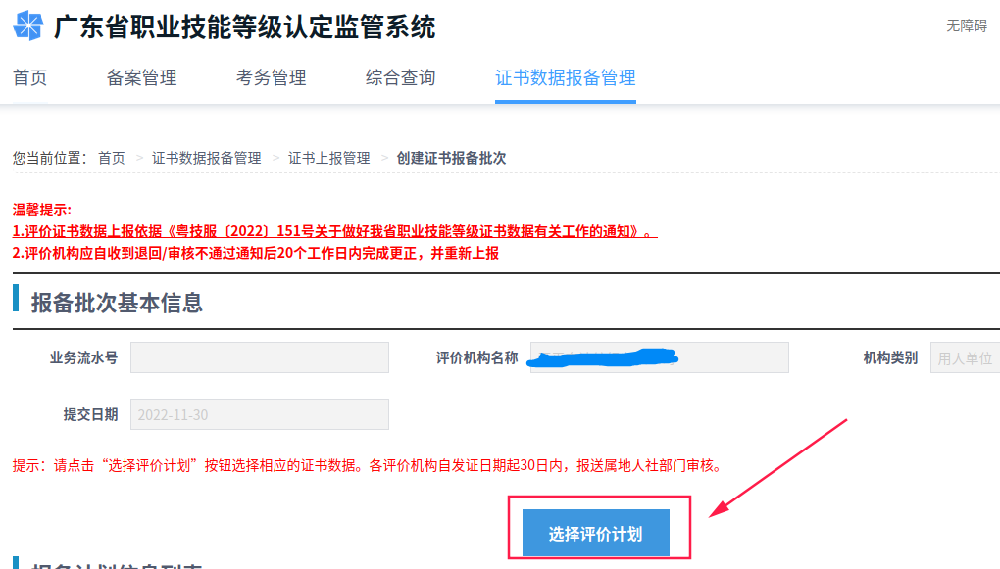 广东省职业技能等级认定监管系统
无障碍
首页 备案管理 考务管理 综合查询 证书数据报备管理
您当前位置： 首页 > 证书数据报备管理 > 证书上报管理 > 创建证书报备批次
温馨提示:
1.评价证书数据上报依据《粤技服〔2022〕151号关于做好我省职业技能等级证书数据有关工作的通知》。
2.评价机构应自收到退回/审核不通过通知后20个工作日内完成更正，并重新上报
报备批次基本信息
业务流水号 评价机构名称 机构类别 用人单位
提交日期 2022-11-30
提示：请点击“选择评价计划”按钮选择相应的证书数据。各评价机构自发证日期起30日内，报送属地人社部门审核。
选择评价计划
报备计划信息列表